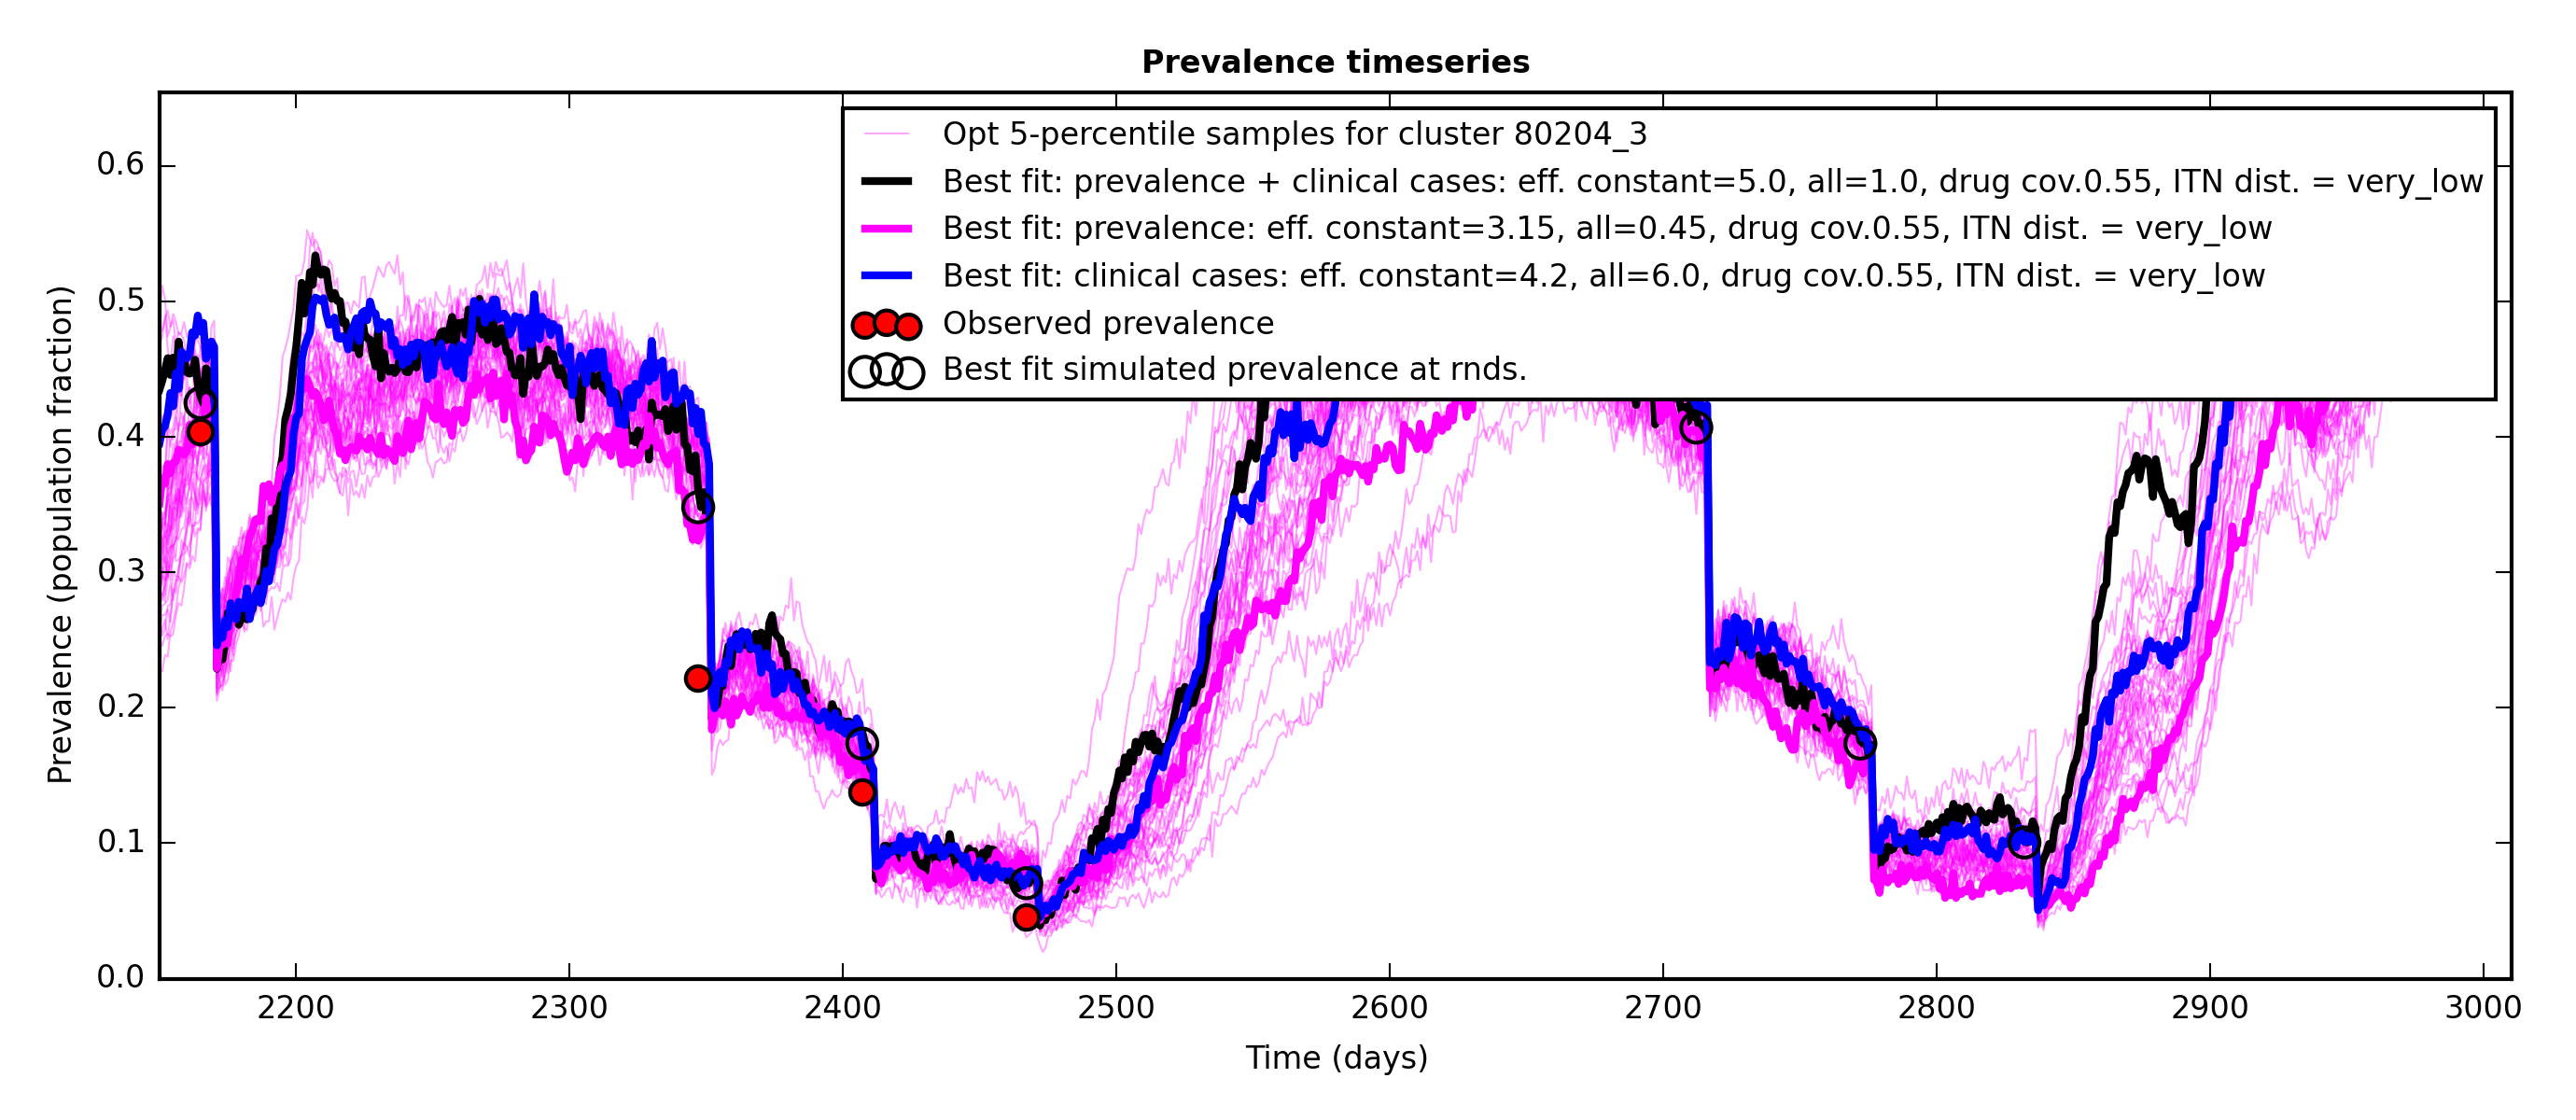 Prevalence timeseries
Opt 5-percentile samples for cluster 80204_3
Best fit: prevalence + clinical cases: eff. constant=5.0, all=1.0, drug cov.0.55, ITN dist. = very_low
Best fit: prevalence: eff. constant=3.15, all=0.45, drug cov.0.55, ITN dist. = very_low
Best fit: clinical cases: eff. constant=4.2, all=6.0, drug cov.0.55, ITN dist. = very_low
Observed prevalence
Best fit simulated prevalence at rnds.
Prevalence (population fraction)
0.6
0.5
0.4
0.3
0.2
0.1
0.0
2200 2300 2400 2500 2600 2700 2800 2900 3000
Time (days)